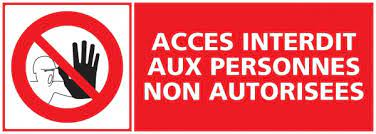 ACCES INTERDIT
AUX PERSONNES
NON AUTORISEES